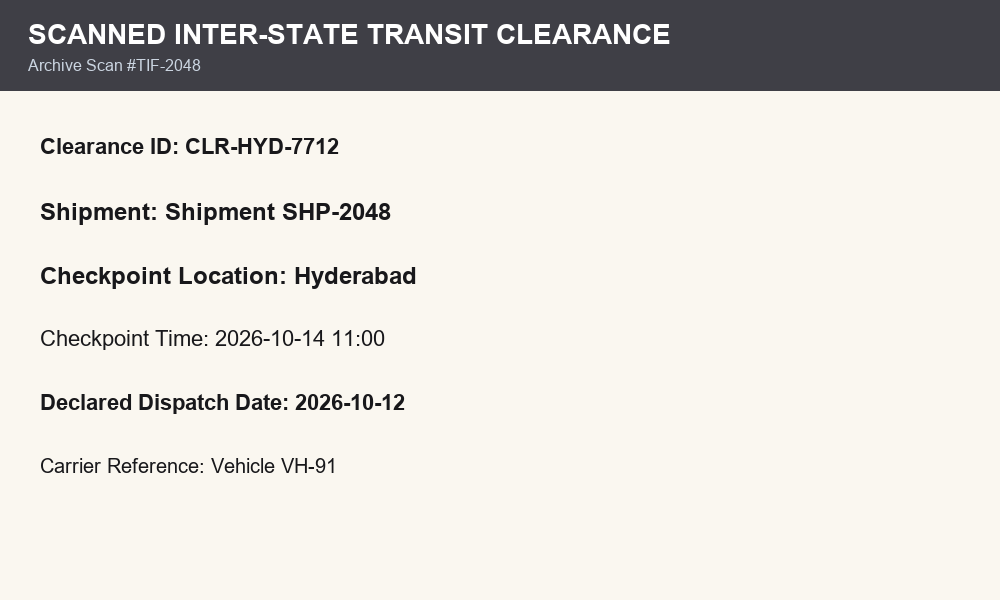 SCANNED INTER-STATE TRANSIT CLEARANCE
Archive Scan #TIF-2048
Clearance ID: CLR-HYD-7712
Shipment: Shipment SHP-2048
Checkpoint Location: Hyderabad
Checkpoint Time: 2026-10-14 11:00
Declared Dispatch Date: 2026-10-12
Carrier Reference: Vehicle VH-91